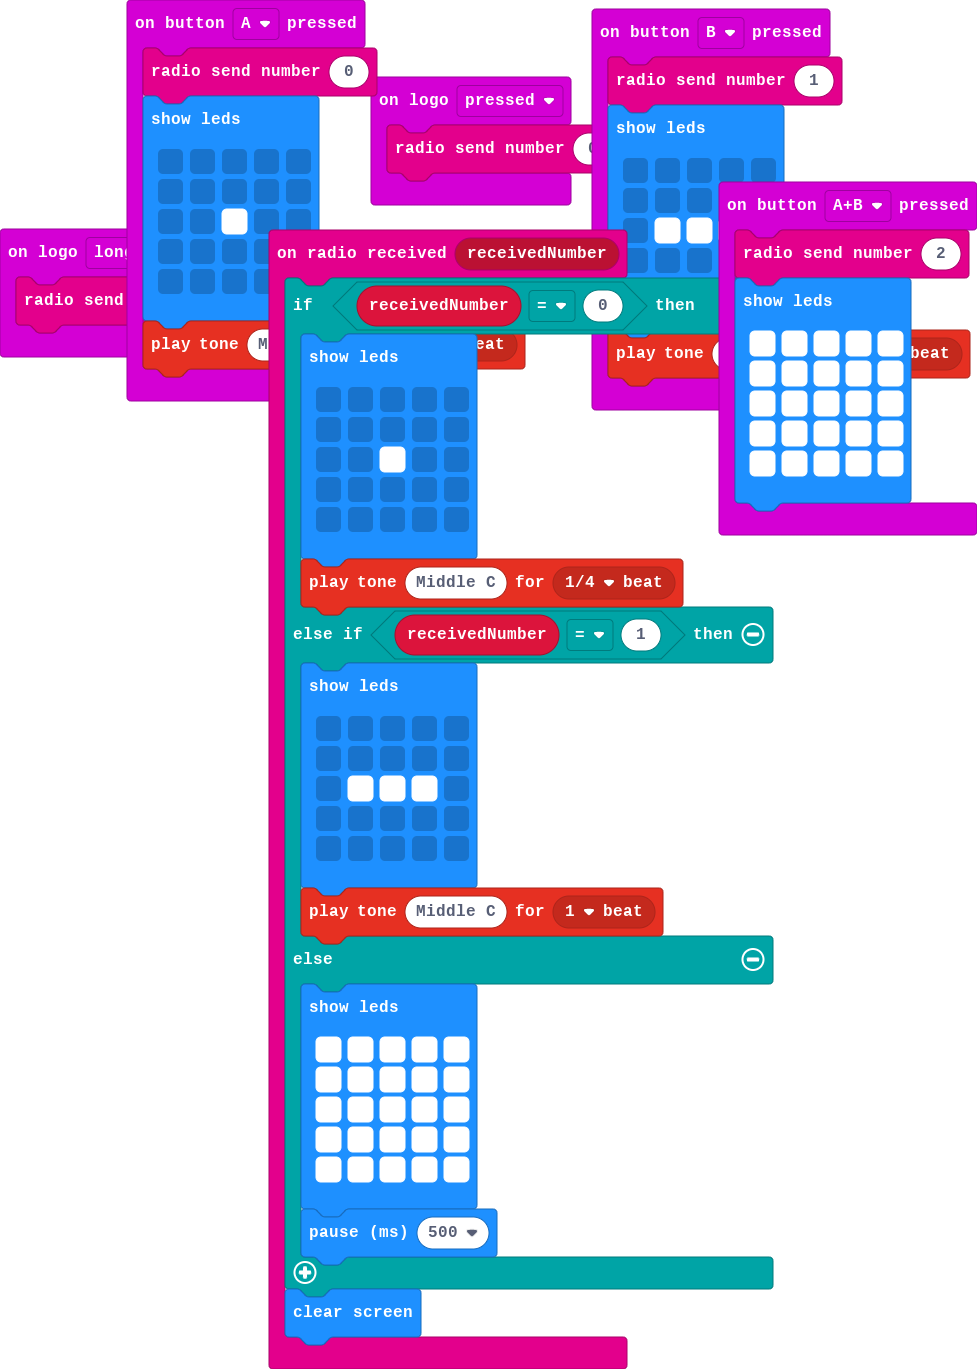 on button A pressed
radio send number 0
show leds
play tone
beat
on logo pressed
radio send number
on button B pressed
radio send number 1
show leds
play tone
beat
on button A+B pressed
radio send number 2
show leds
on logo
radio send
on radio received receivedNumber
if receivedNumber = 0 then
show leds
play tone Middle C for 1/4 beat
else if receivedNumber = 1 then
show leds
play tone Middle C for 1 beat
else
show leds
pause (ms) 500
clear screen